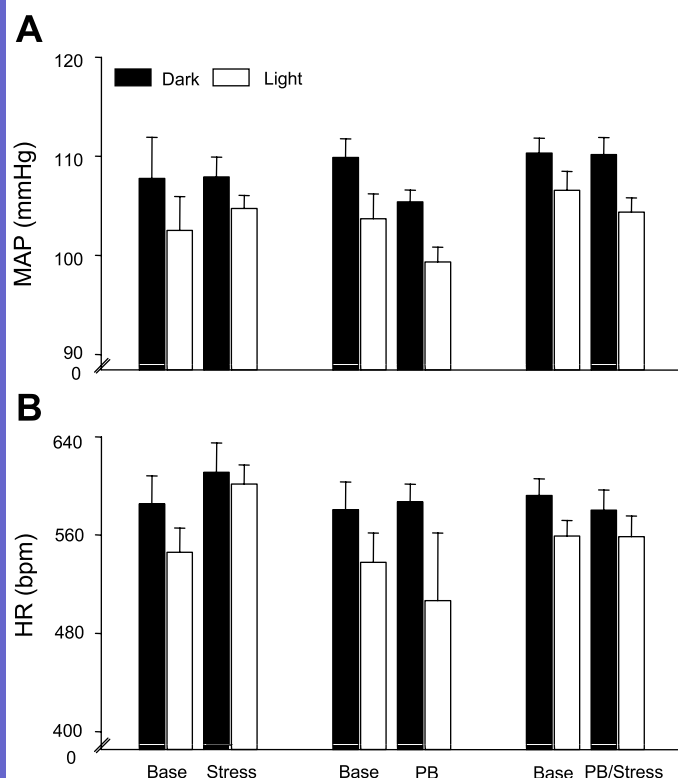 A
120
Dark Light
110
MAP (mmHg)
100
90
0
B
640
560
HR (bpm)
480
400
0
Base Stress Base PB Base PB/Stress